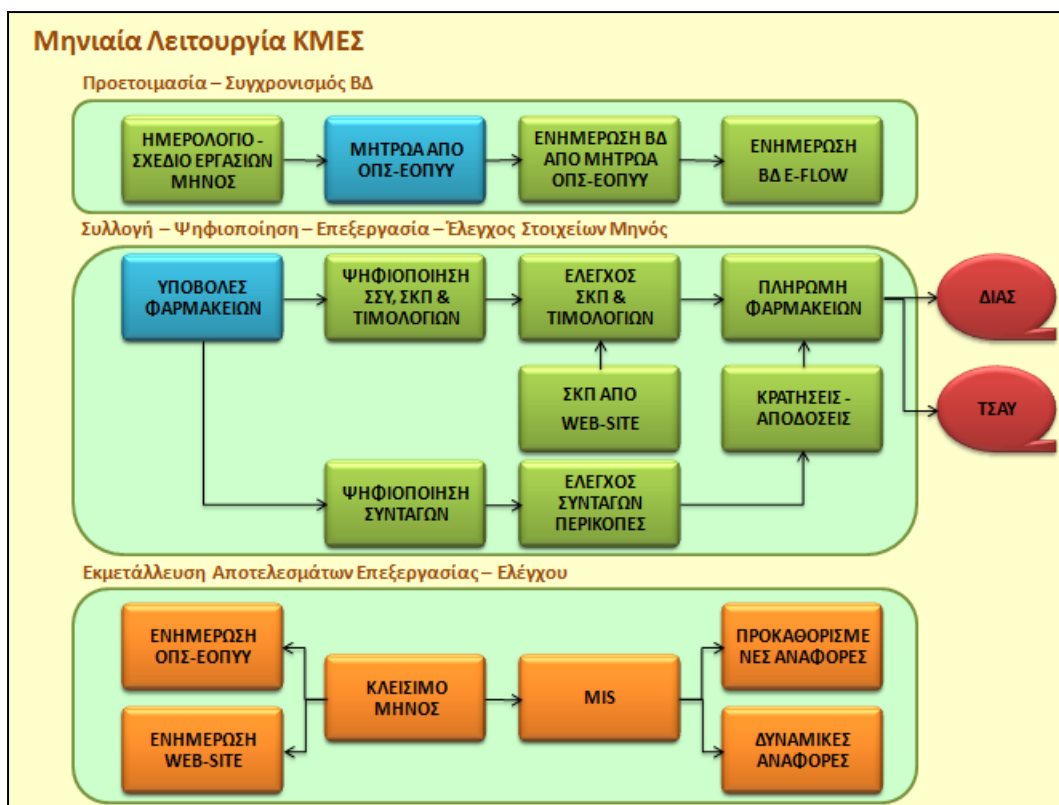 Μηνιαία Λειτουργία ΚΜΕΣ
Προετοιμασία – Συγχρονισμός ΒΔ
ΗΜΕΡΟΛΟΓΙΟ -
ΣΧΕΔΙΟ ΕΡΓΑΣΙΩΝ
ΜΗΝΟΣ
ΜΗΤΡΩΑ ΑΠΟ
ΟΠΣ-ΕΟΠΥΥ
ΕΝΗΜΕΡΩΣΗ ΒΔ
ΑΠΟ ΜΗΤΡΩΑ
ΟΠΣ-ΕΟΠΥΥ
ΕΝΗΜΕΡΩΣΗ
ΒΔ E-FLOW
Συλλογή – Ψηφιοποίηση – Επεξεργασία – Έλεγχος Στοιχείων Μηνός
ΥΠΟΒΟΛΕΣ
ΦΑΡΜΑΚΕΙΩΝ
ΨΗΦΙΟΠΟΙΗΣΗ
ΣΣΥ, ΣΚΠ &
ΤΙΜΟΛΟΓΙΩΝ
ΕΛΕΓΧΟΣ
ΣΚΠ &
ΤΙΜΟΛΟΓΙΩΝ
ΠΛΗΡΩΜΗ
ΦΑΡΜΑΚΕΙΩΝ
ΔΙΑΣ
ΣΚΠ ΑΠΟ
WEB-SITE
ΚΡΑΤΗΣΕΙΣ -
ΑΠΟΔΟΣΕΙΣ
ΤΣΑΥ
ΨΗΦΙΟΠΟΙΗΣΗ
ΣΥΝΤΑΓΩΝ
ΕΛΕΓΧΟΣ
ΣΥΝΤΑΓΩΝ
ΠΕΡΙΚΟΠΕΣ
Εκμετάλλευση Αποτελεσμάτων Επεξεργασίας – Ελέγχου
ΕΝΗΜΕΡΩΣΗ
ΟΠΣ-ΕΟΠΥΥ
ΚΛΕΙΣΙΜΟ
ΜΗΝΟΣ
MIS
ΠΡΟΚΑΘΟΡΙΣΜΕ
ΝΕΣ ΑΝΑΦΟΡΕΣ
ΕΝΗΜΕΡΩΣΗ
WEB-SITE
ΔΥΝΑΜΙΚΕΣ
ΑΝΑΦΟΡΕΣ